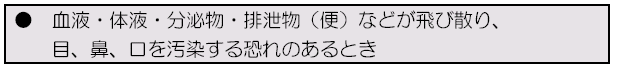 ● 血液・体液・分泌物・排泄物（便）などが飛び散り、
目、鼻、口を汚染する恐れのあるとき